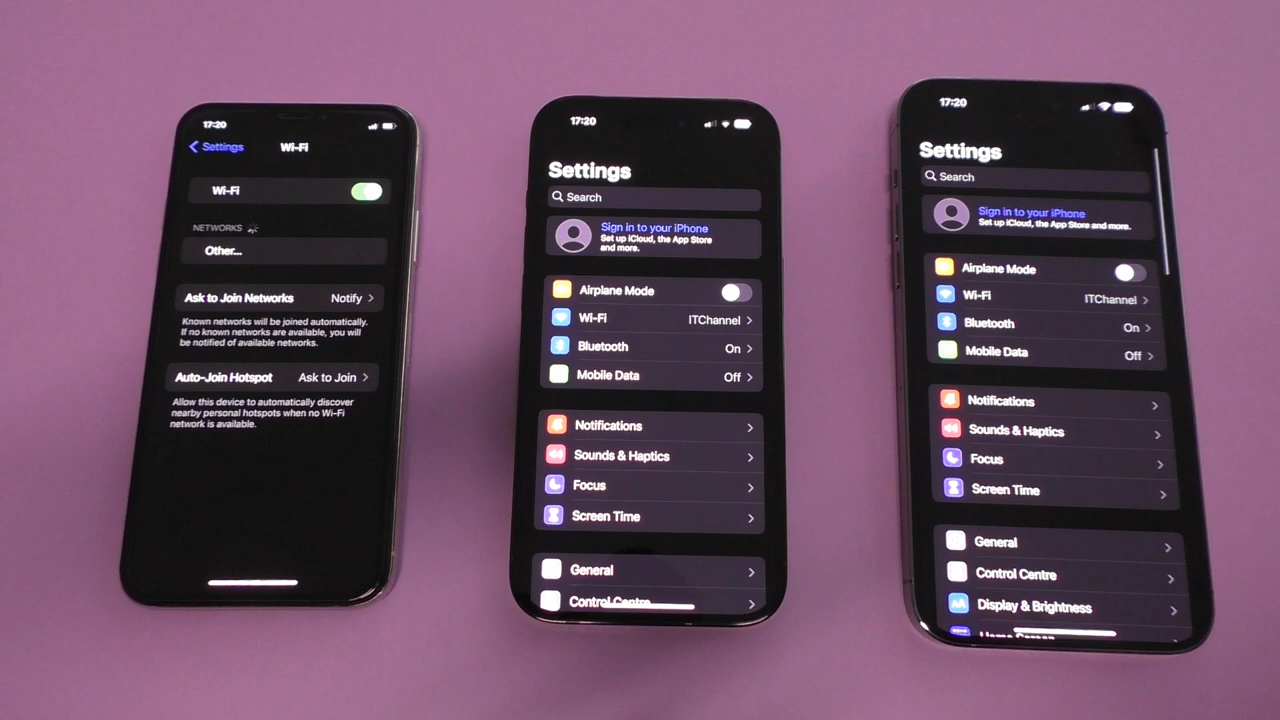 17:20
Settings
Wi-Fi
Wi-Fi
NETWORKS
Other...
Ask to Join Networks Notify
Known networks will be joined automatically.
If no known networks are available, you will
be notified of available networks.
Auto-Join Hotspot Ask to Join
Allow this device to automatically discover
nearby personal hotspots when no Wi-Fi
network is available.
17:20
Settings
Search
Sign in to your iPhone
Set up iCloud, the App Store
and more.
Airplane Mode
Wi-Fi ITChannel
Bluetooth On
Mobile Data Off
Notifications
Sounds & Haptics
Focus
Screen Time
General
Control Centre
17:20
Settings
Search
Sign in to your iPhone
Set up iCloud, the App Store and more.
Airplane Mode
Wi-Fi ITChannel
Bluetooth On
Mobile Data Off
Notifications
Sounds & Haptics
Focus
Screen Time
General
Control Centre
AA Display & Brightness
Home Screen